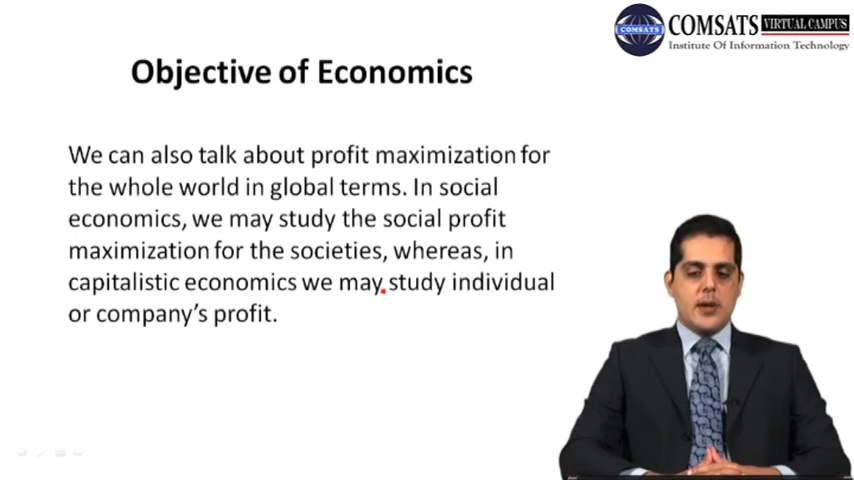 COMSATS VIRTUAL CAMPUS
COMSATS
Institute Of Information Technology
Objective of Economics
We can also talk about profit maximization for
the whole world in global terms. In social
economics, we may study the social profit
maximization for the societies, whereas, in
capitalistic economics we may study individual
or company’s profit.